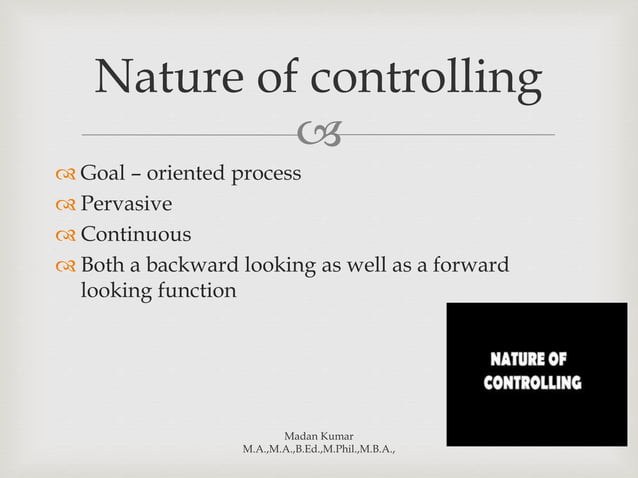 Nature of controlling
Goal – oriented process
Pervasive
Continuous
Both a backward looking as well as a forward
looking function
NATURE OF
CONTROLLING
Madan Kumar
M.A.,M.A.,B.Ed.,M.Phil.,M.B.A.,